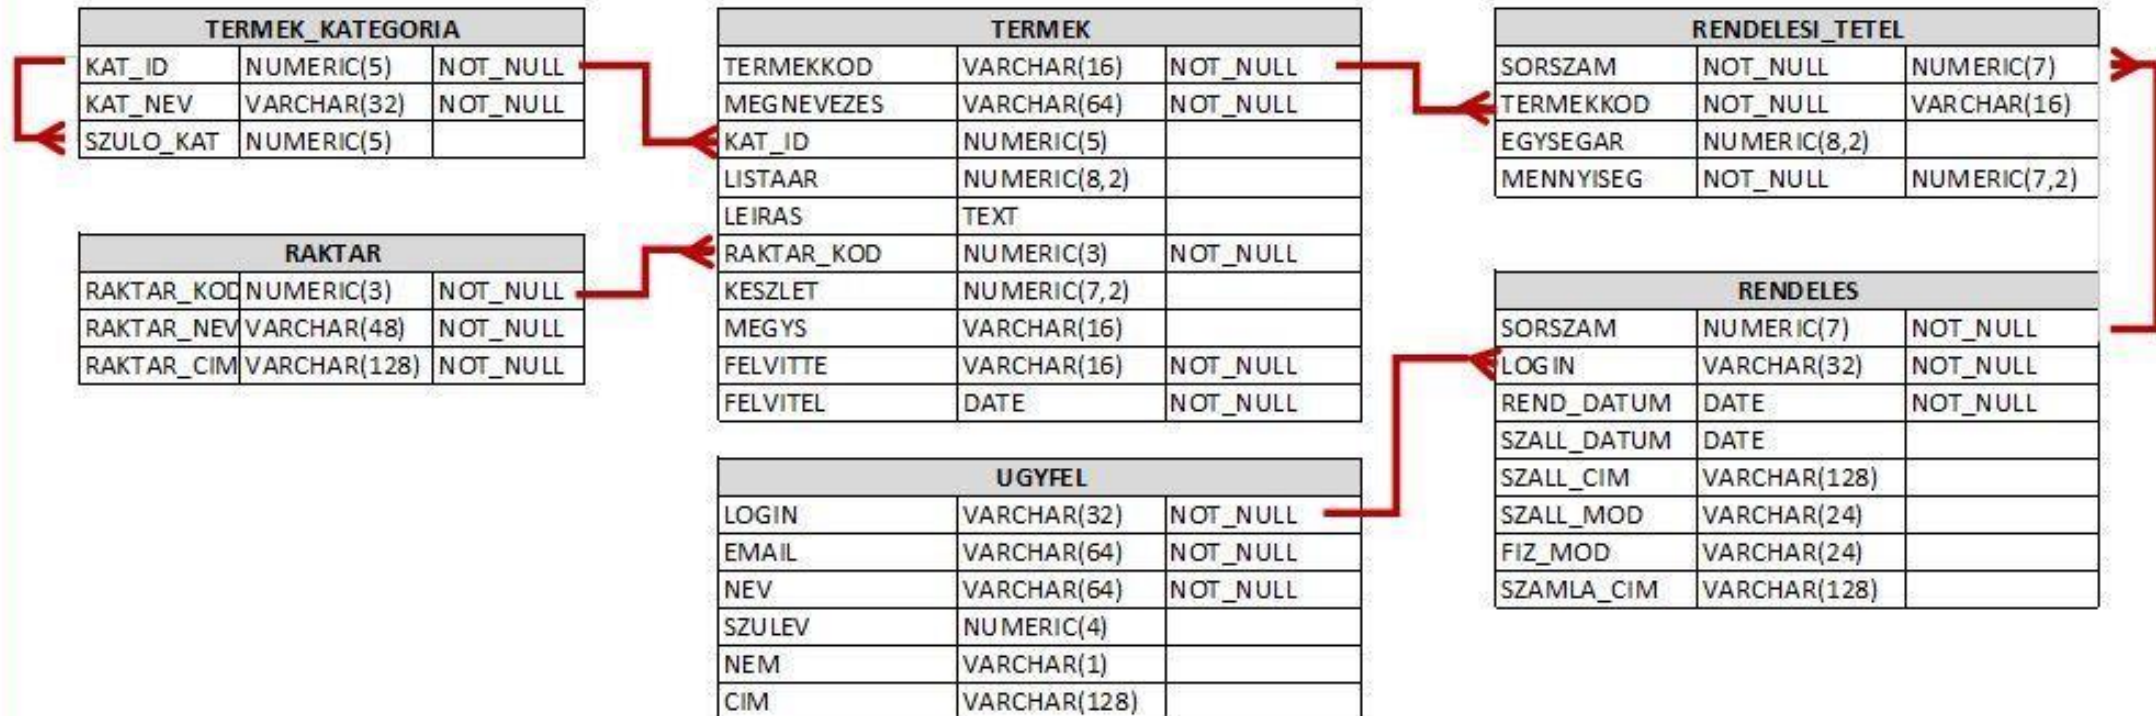 TERMEK_KATEGORIA
KAT_ID NUMERIC(5) NOT_NULL
KAT_NEV VARCHAR(32) NOT_NULL
SZULO_KAT NUMERIC(5)
RAKTAR
RAKTAR_KOD NUMERIC(3) NOT_NULL
RAKTAR_NEV VARCHAR(48) NOT_NULL
RAKTAR_CIM VARCHAR(128) NOT_NULL
TERMEK
TERMEKKOD VARCHAR(16) NOT_NULL
MEGNEVEZES VARCHAR(64) NOT_NULL
KAT_ID NUMERIC(5)
LISTAAR NUMERIC(8,2)
LEIRAS TEXT
RAKTAR_KOD NUMERIC(3) NOT_NULL
KESZLET NUMERIC(7,2)
MEGYS VARCHAR(16)
FELVITTE VARCHAR(16) NOT_NULL
FELVITEL DATE NOT_NULL
UGYFEL
LOGIN VARCHAR(32) NOT_NULL
EMAIL VARCHAR(64) NOT_NULL
NEV VARCHAR(64) NOT_NULL
SZULEV NUMERIC(4)
NEM VARCHAR(1)
CIM VARCHAR(128)
RENDELESI_TETEL
SORSZAM NOT_NULL NUMERIC(7)
TERMEKKOD NOT_NULL VARCHAR(16)
EGYSEGAR NUMERIC(8,2)
MENNYISEG NOT_NULL NUMERIC(7,2)
RENDELES
SORSZAM NUMERIC(7) NOT_NULL
LOGIN VARCHAR(32) NOT_NULL
REND_DATUM DATE NOT_NULL
SZALL_DATUM DATE
SZALL_CIM VARCHAR(128)
SZALL_MOD VARCHAR(24)
FIZ_MOD VARCHAR(24)
SZAMLA_CIM VARCHAR(128)